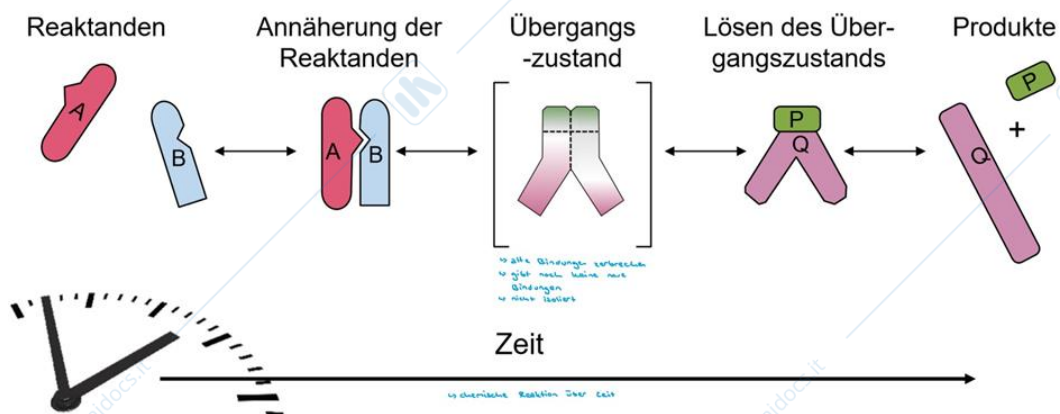 Reaktanden
Annäherung der
Reaktanden
Übergangs
-zustand
Lösen des Über-
gangszustands
Produkte
A
B
A
B
P
Q
P
+
Q
↳ alte Bindungen zerbrechen
↳ gibt noch keine neue
Bindungen
↳ nicht isoliert
Zeit
↳ chemische Reaktion über Zeit